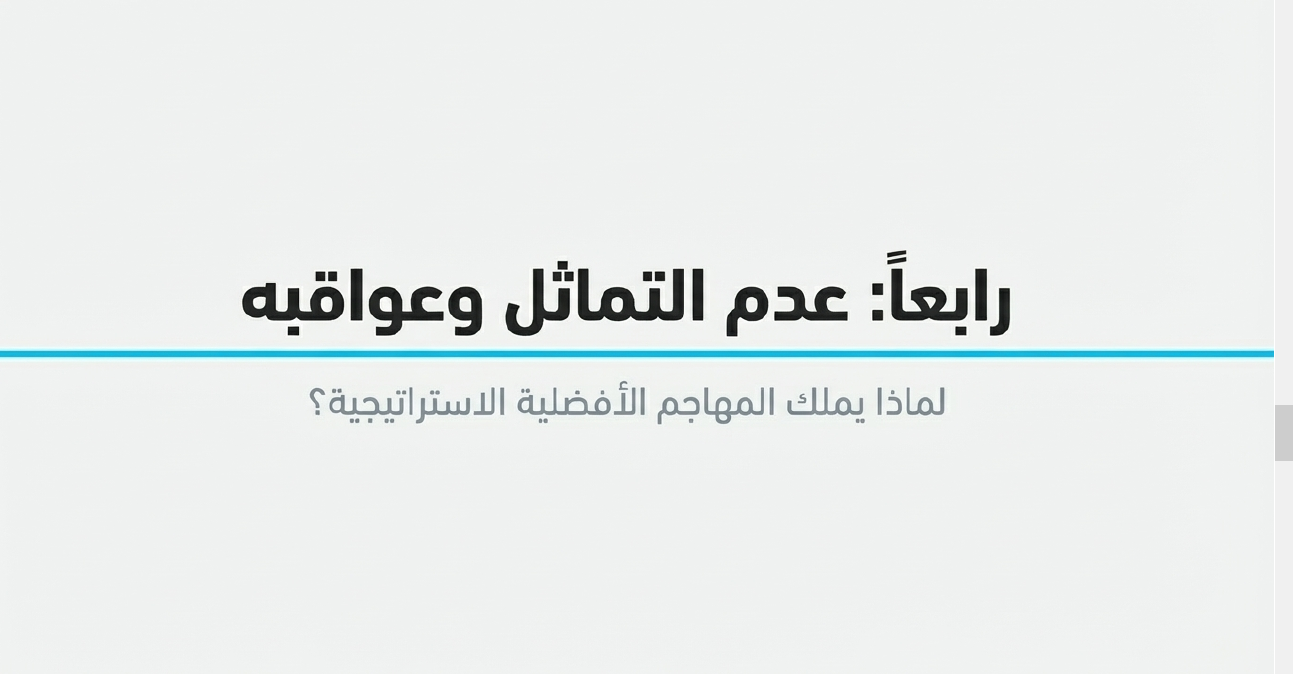 رابعاً: عدم التماثل وعواقبه
لماذا يملك المهاجم الأفضلية الاستراتيجية؟